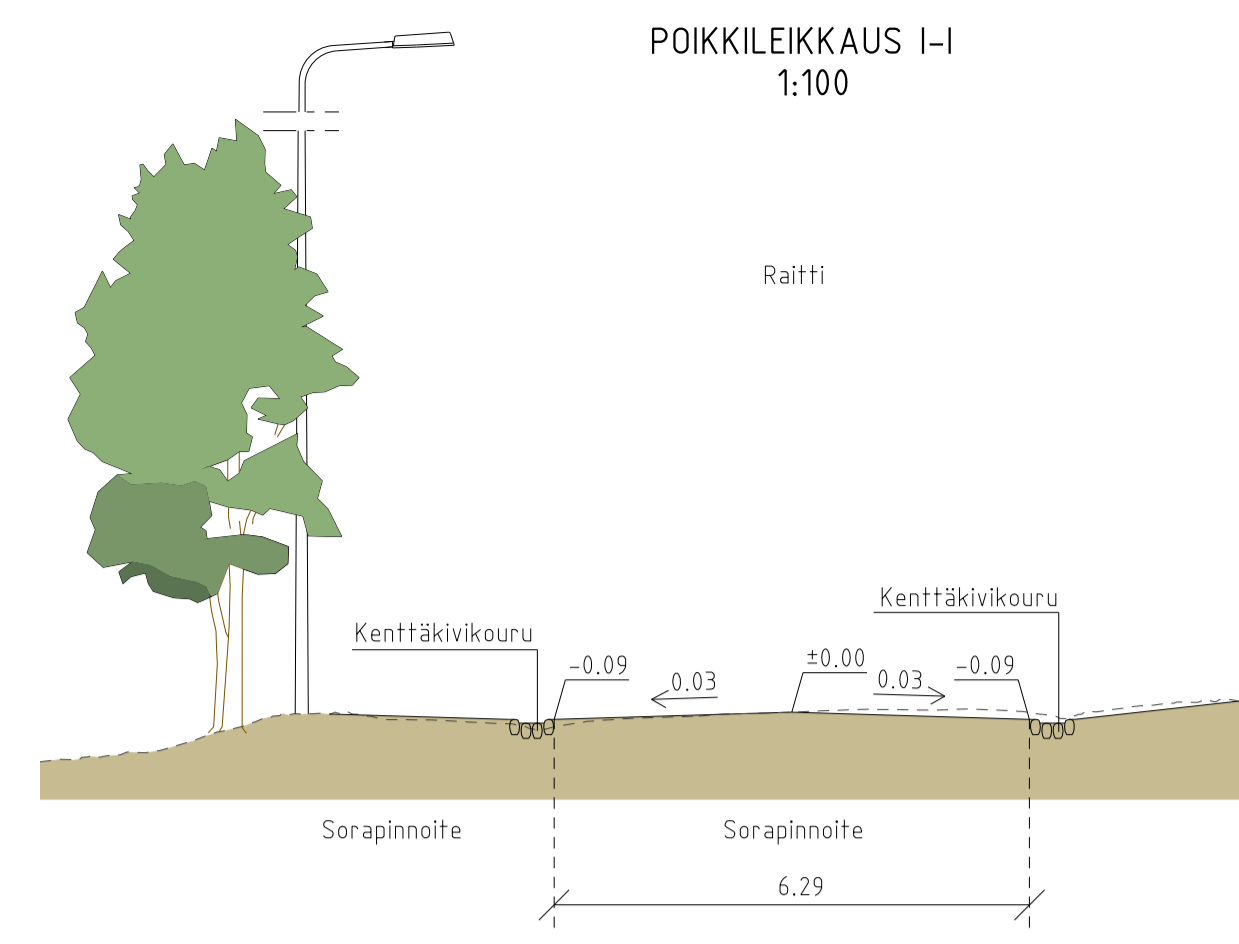 POIKKILEIKKAUS I-I
1:100
Raitti
Kenttäkivikouru
Kenttäkivikouru
-0.09
0.03
±0.00
0.03
-0.09
Sorapinnoite
Sorapinnoite
6.29